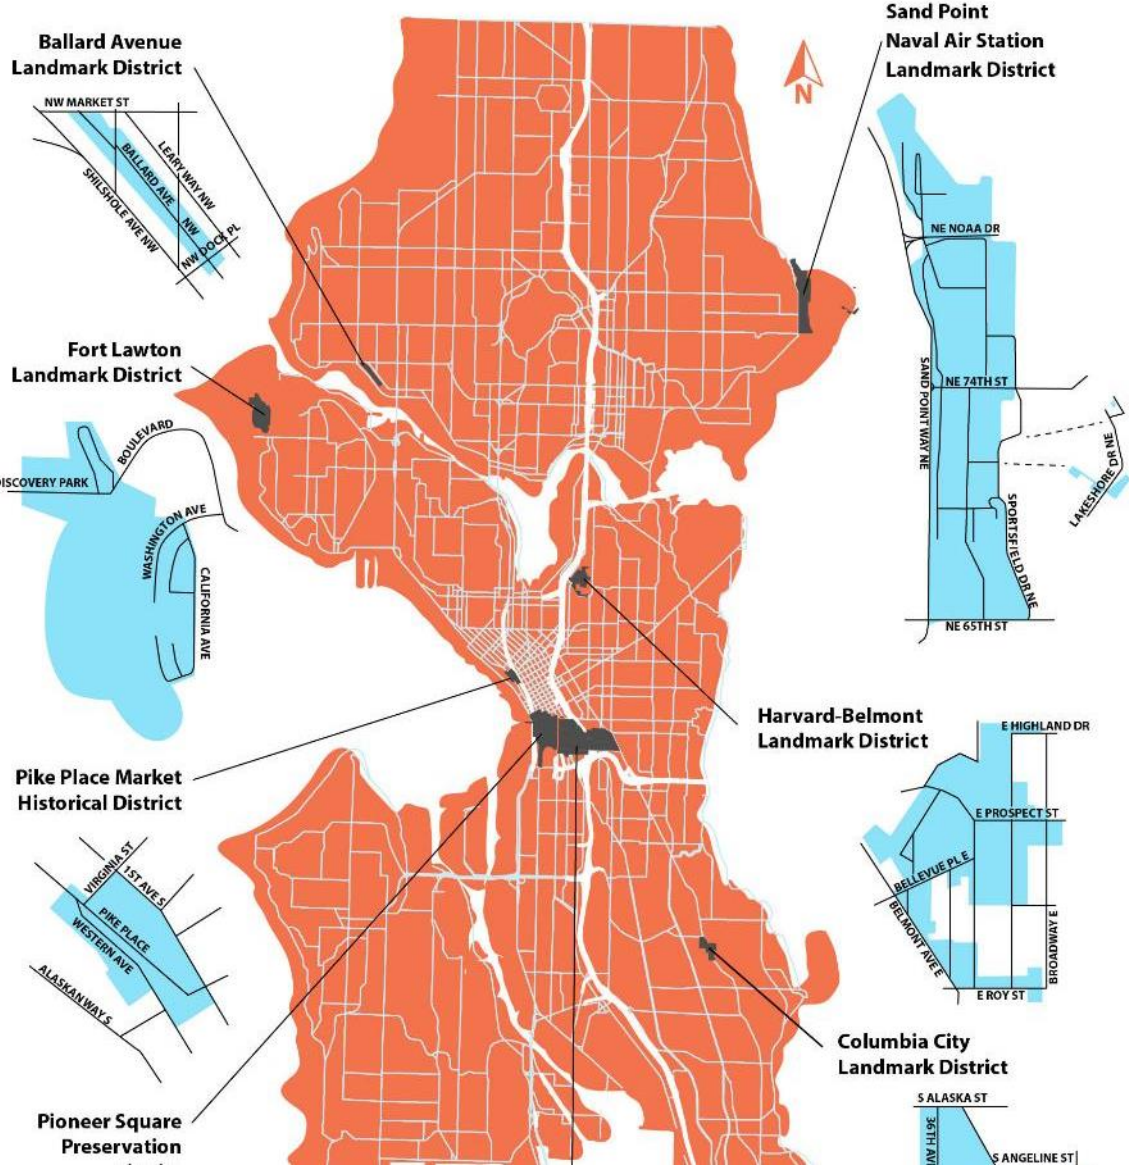 Ballard Avenue
Landmark District
NW MARKET ST
LEARY WAY NW
BALLARD AVE NW
SHILSHOLE AVE NW
NW DOCK PL
Sand Point
Naval Air Station
Landmark District
N
NE NOAA DR
SAND POINT WAY NE
NE 74TH ST
LAKESHORE DR NE
SPORTSFIELD DR NE
NE 65TH ST
Fort Lawton
Landmark District
DISCOVERY PARK
BOULEVARD
WASHINGTON AVE
CALIFORNIA AVE
Harvard-Belmont
Landmark District
E HIGHLAND DR
E PROSPECT ST
BELLEVUE PL E
BELMONT AVE E
BROADWAY E
E ROY ST
Pike Place Market
Historical District
VIRGINIA ST
1ST AVE S
PIKE PLACE
WESTERN AVE
ALASKAN WAY S
Columbia City
Landmark District
S ALASKA ST
36TH AVE
S ANGELINE ST
Pioneer Square
Preservation